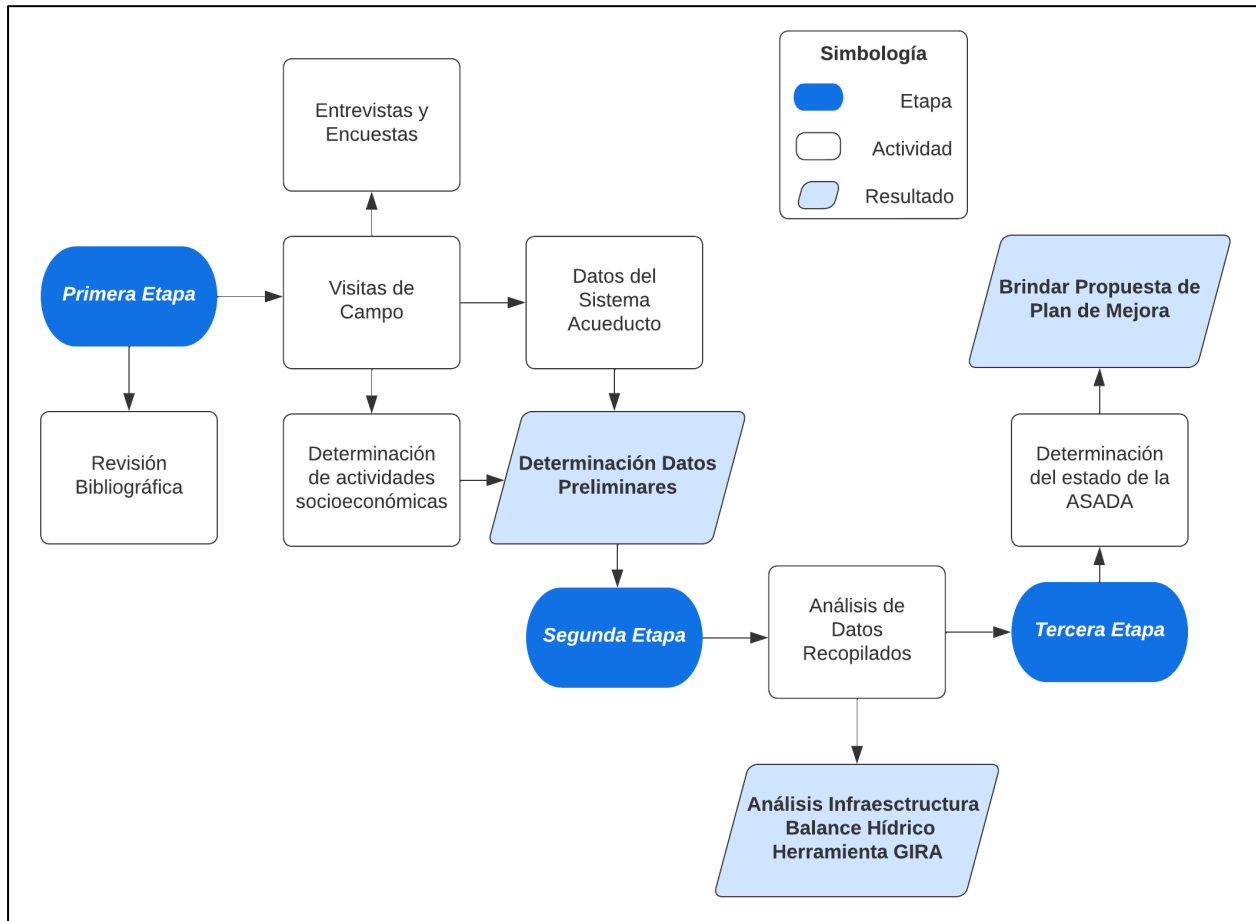 Simbología
Etapa
Actividad
Resultado
Entrevistas y
Encuestas
Primera Etapa
Visitas de
Campo
Datos del
Sistema
Acueducto
Brindar Propuesta de
Plan de Mejora
Revisión
Bibliográfica
Determinación
de actividades
socioeconómicas
Determinación Datos
Preliminares
Determinación
del estado de la
ASADA
Segunda Etapa
Análisis de
Datos
Recopilados
Tercera Etapa
Análisis Infraesctructura
Balance Hídrico
Herramienta GIRA